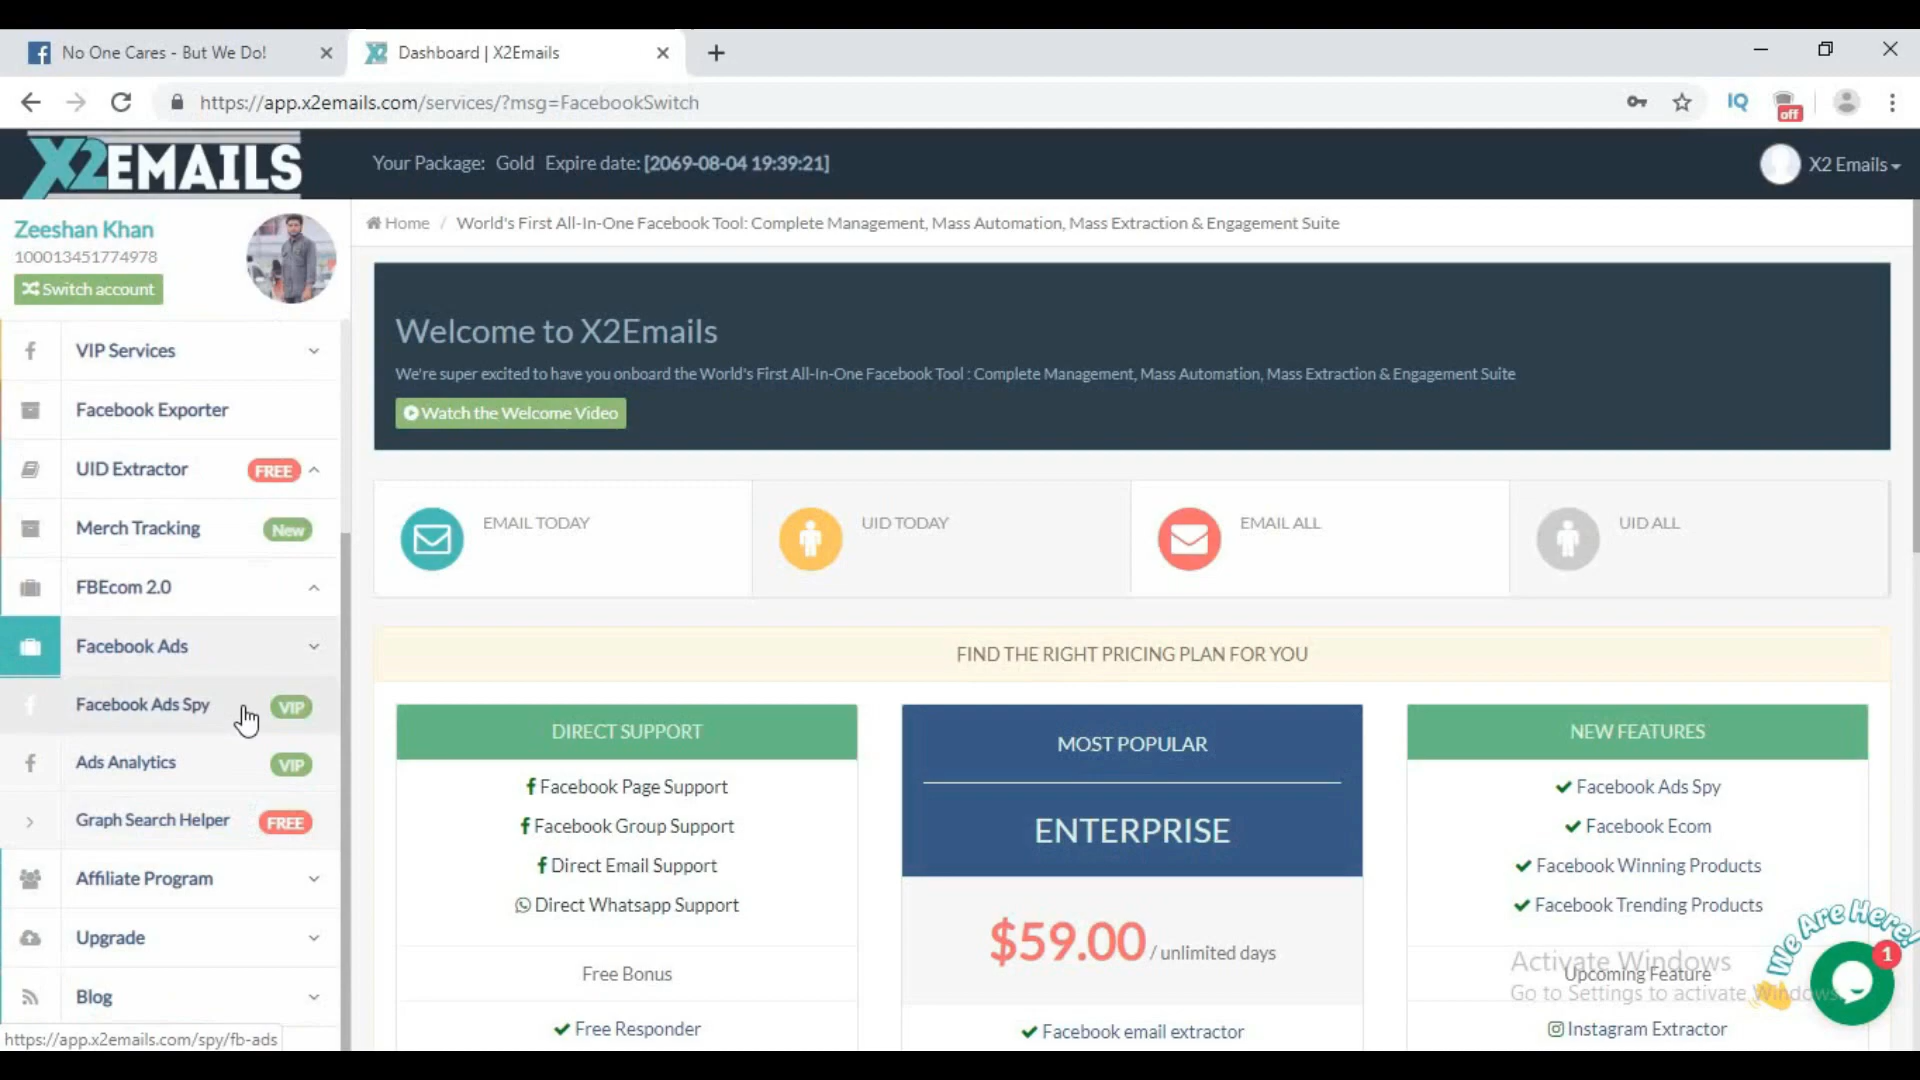 No One Cares - But We Do!
Dashboard | X2Emails
https://app.x2emails.com/services/?msg=FacebookSwitch
IQ
off
X2EMAILS
Your Package: Gold Expire date: [2069-08-04 19:39:21]
X2 Emails
Zeeshan Khan
100013451774978
Switch account
Home / World's First All-In-One Facebook Tool: Complete Management, Mass Automation, Mass Extraction & Engagement Suite
VIP Services
Facebook Exporter
UID Extractor FREE
Merch Tracking New
FBEcom 2.0
Facebook Ads
Facebook Ads Spy VIP
Ads Analytics VIP
Graph Search Helper FREE
Affiliate Program
Upgrade
Blog
https://app.x2emails.com/spy/fb-ads
Welcome to X2Emails
We're super excited to have you onboard the World's First All-In-One Facebook Tool : Complete Management, Mass Automation, Mass Extraction & Engagement Suite
Watch the Welcome Video
EMAIL TODAY
UID TODAY
EMAIL ALL
UID ALL
FIND THE RIGHT PRICING PLAN FOR YOU
DIRECT SUPPORT
Facebook Page Support
Facebook Group Support
Direct Email Support
Direct Whatsapp Support
Free Bonus
Free Responder
MOST POPULAR
ENTERPRISE
$59.00 / unlimited days
Facebook email extractor
NEW FEATURES
Facebook Ads Spy
Facebook Ecom
Facebook Winning Products
Facebook Trending Products
Upcoming Feature
Instagram Extractor
Activate Windows
Go to Settings to activate Windows.
We Are Here!
1